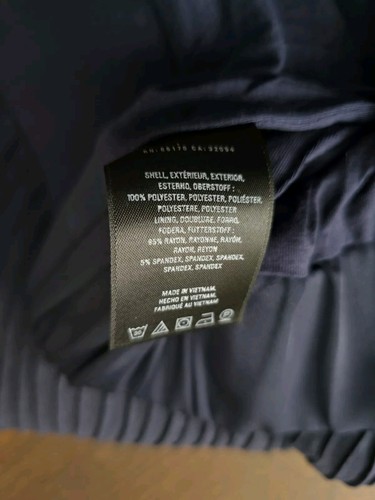 SHELL, EXTÉRIEUR, EXTERIOR,
ESTERNO, OBERSTOFF:
100% POLYESTER, POLYESTER, POLIÉSTER,
POLYESTERE, POLYESTER
LINING, DOUBLURE, FORRO,
FODERA, FUTTERSTOFF:
95% RAYON, RAYONNE, RAYÓN,
RAYON, REYON
5% SPANDEX, SPANDEX, SPANDEX,
SPANDEX, SPANDEX
MADE IN VIETNAM.
HECHO EN VIETNAM.
FABRIQUÉ AU VIETNAM